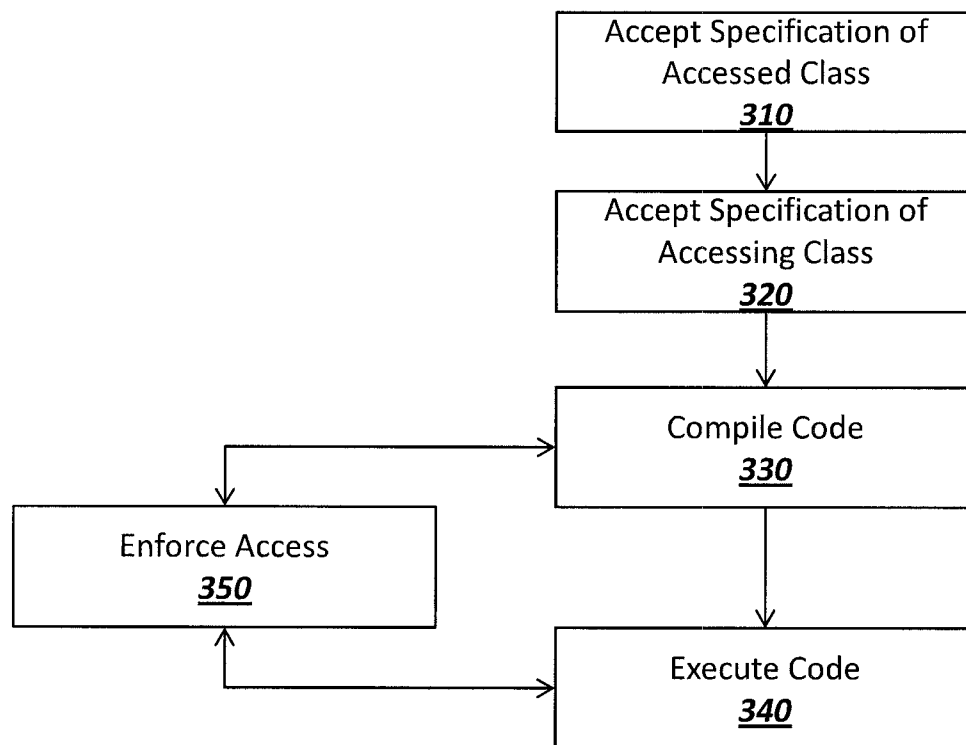 Accept Specification of
Accessed Class
310
Accept Specification of
Accessing Class
320
Compile Code
330
Enforce Access
350
Execute Code
340